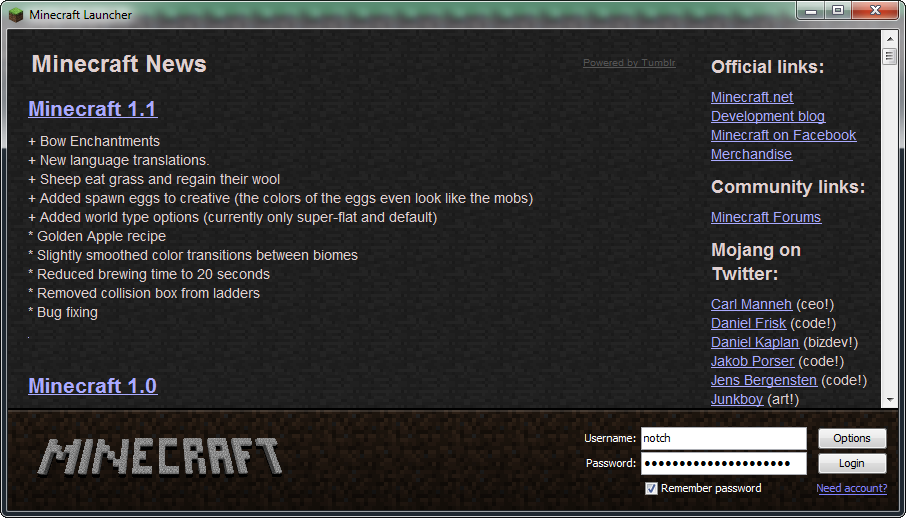 Minecraft Launcher
Minecraft News
Powered by Tumblr
Minecraft 1.1
+ Bow Enchantments
+ New language translations.
+ Sheep eat grass and regain their wool
+ Added spawn eggs to creative (the colors of the eggs even look like the mobs)
+ Added world type options (currently only super-flat and default)
* Golden Apple recipe
* Slightly smoothed color transitions between biomes
* Reduced brewing time to 20 seconds
* Removed collision box from ladders
* Bug fixing
.
Minecraft 1.0
Official links:
Minecraft.net
Development blog
Minecraft on Facebook
Merchandise
Community links:
Minecraft Forums
Mojang on
Twitter:
Carl Manneh (ceo!)
Daniel Frisk (code!)
Daniel Kaplan (bizdev!)
Jakob Porser (code!)
Jens Bergensten (code!)
Junkboy (art!)
MINECRAFT
Username: notch
Options
Password: ●●●●●●●●●●●●●●●●●●●●●
Login
Remember password
Need account?